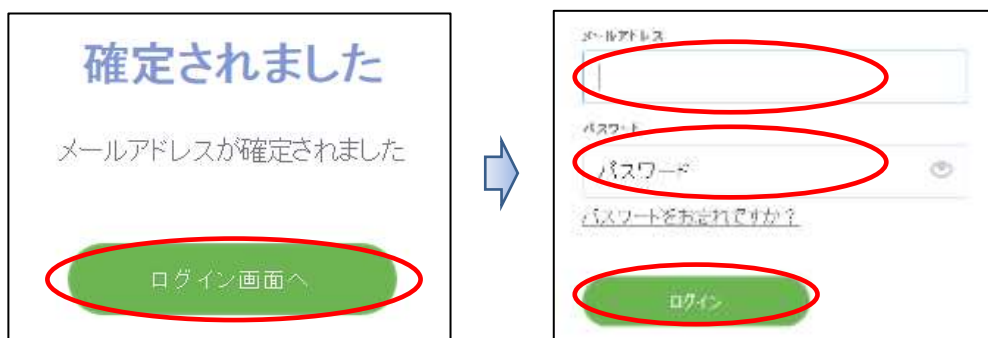 確定されました
メールアドレスが確定されました
ログイン画面へ
メールアドレス
パスワード
パスワード
パスワードをお忘れですか？
ログイン